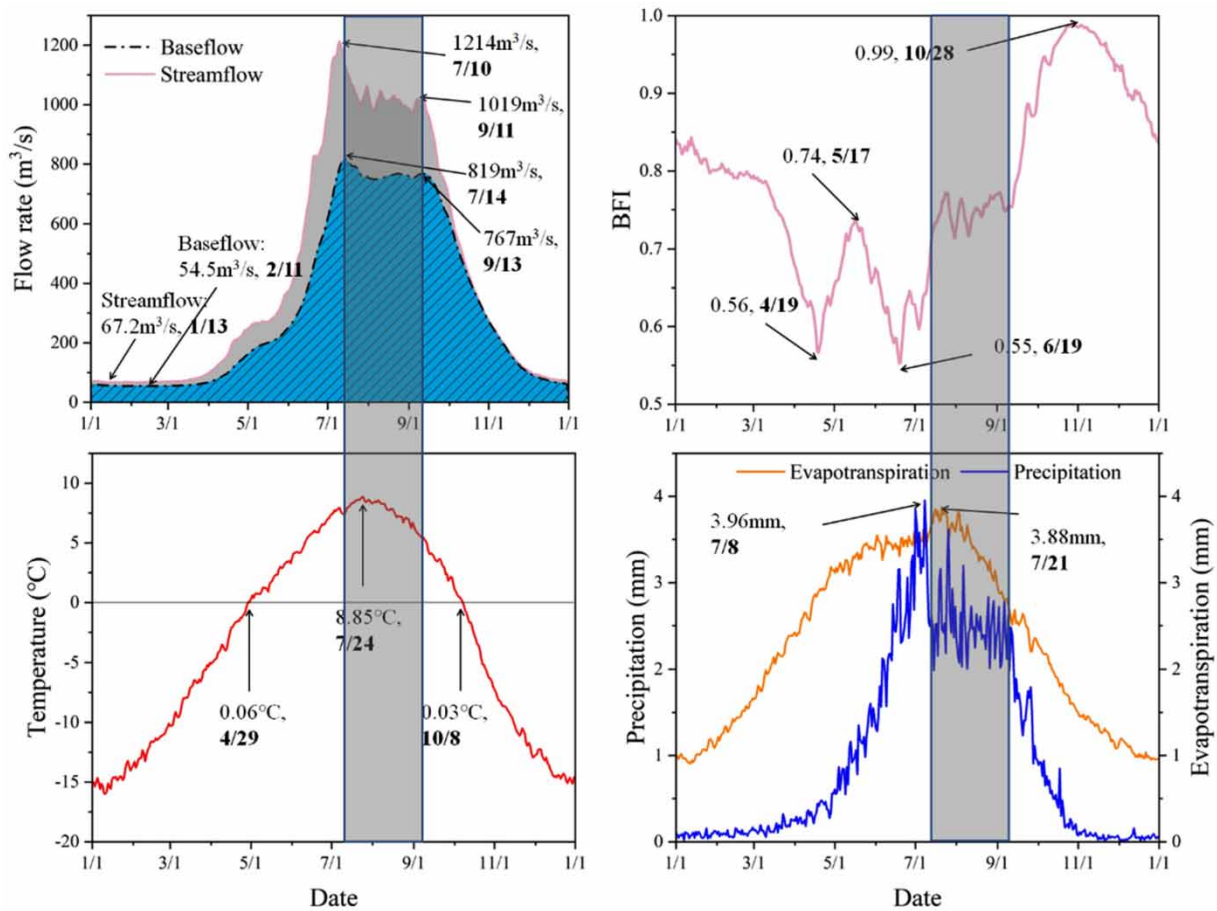 Flow rate (m³/s)
1200
1000
800
600
400
200
0
Baseflow
Streamflow
1214m³/s,
7/10
1019m³/s,
9/11
819m³/s,
7/14
767m³/s,
9/13
Baseflow:
54.5m³/s, 2/11
Streamflow:
67.2m³/s, 1/13
1/1 3/1 5/1 7/1 9/1 11/1 1/1
BFI
1.0
0.9
0.8
0.7
0.6
0.5
0.99, 10/28
0.74, 5/17
0.56, 4/19
0.55, 6/19
1/1 3/1 5/1 7/1 9/1 11/1 1/1
Temperature (°C)
10
5
0
-5
-10
-15
-20
8.85°C,
7/24
0.06°C,
4/29
0.03°C,
10/8
1/1 3/1 5/1 7/1 9/1 11/1 1/1
Date
Precipitation (mm)
4
3
2
1
0
Evapotranspiration Precipitation
3.96mm,
7/8
3.88mm,
7/21
4
3
2
1
0
Evapotranspiration (mm)
1/1 3/1 5/1 7/1 9/1 11/1 1/1
Date